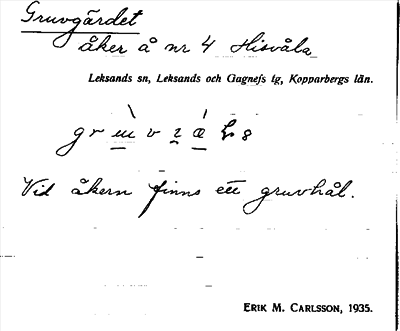 Gruvgärdet
åker å nr 4 Hisvåla
Leksands sn, Leksands och Gagnefs tg, Kopparbergs län.
Vid åkern finns ett gruvhål.
ERIK M. CARLSSON, 1935.